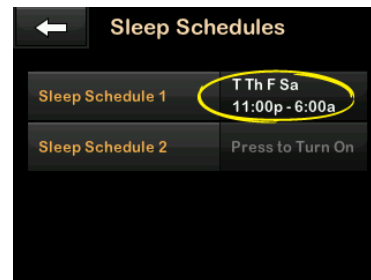 Sleep Schedules
Sleep Schedule 1
T Th F Sa
11:00p - 6:00a
Sleep Schedule 2
Press to Turn On